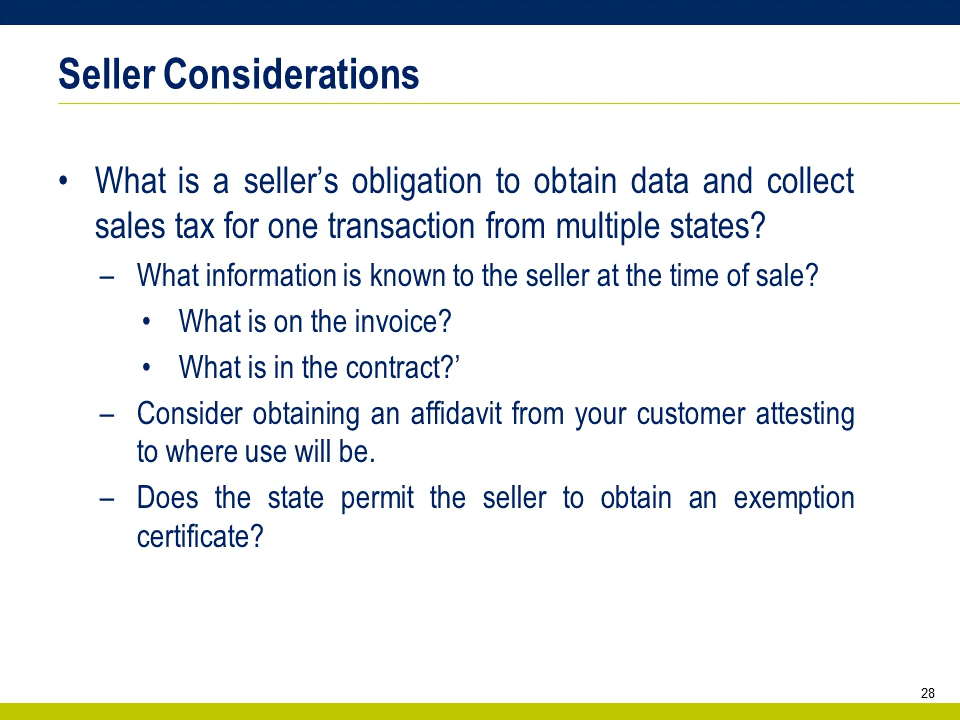 Seller Considerations
• What is a seller’s obligation to obtain data and collect
sales tax for one transaction from multiple states?
– What information is known to the seller at the time of sale?
• What is on the invoice?
• What is in the contract?’
– Consider obtaining an affidavit from your customer attesting
to where use will be.
– Does the state permit the seller to obtain an exemption
certificate?
28